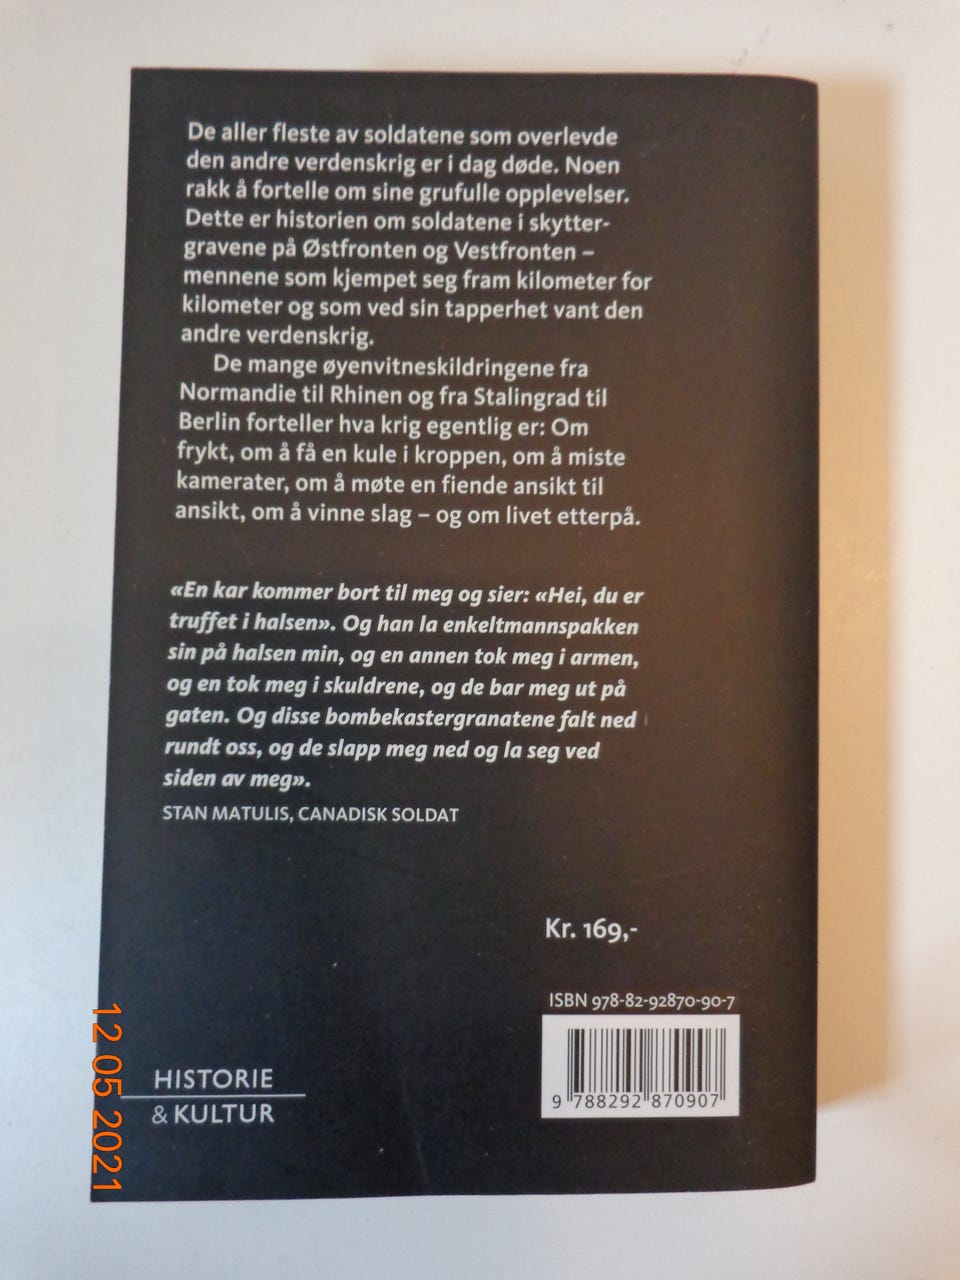 De aller fleste av soldatene som overlevde
den andre verdenskrig er i dag døde. Noen
rakk å fortelle om sine grufulle opplevelser.
Dette er historien om soldatene i skytter-
gravene på Østfronten og Vestfronten –
mennene som kjempet seg fram kilometer for
kilometer og som ved sin tapperhet vant den
andre verdenskrig.
De mange øyenvitneskildringene fra
Normandie til Rhinen og fra Stalingrad til
Berlin forteller hva krig egentlig er: Om
frykt, om å få en kule i kroppen, om å miste
kamerater, om å møte en fiende ansikt til
ansikt, om å vinne slag – og om livet etterpå.
«En kar kommer bort til meg og sier: «Hei, du er
truffet i halsen». Og han la enkeltmannspakken
sin på halsen min, og en annen tok meg i armen,
og en tok meg i skuldrene, og de bar meg ut på
gaten. Og disse bombekastergranatene falt ned
rundt oss, og de slapp meg ned og la seg ved
siden av meg».
STAN MATULIS, CANADISK SOLDAT
Kr. 169,-
ISBN 978-82-92870-90-7
9 788292 870907
HISTORIE
& KULTUR
12 05 2021